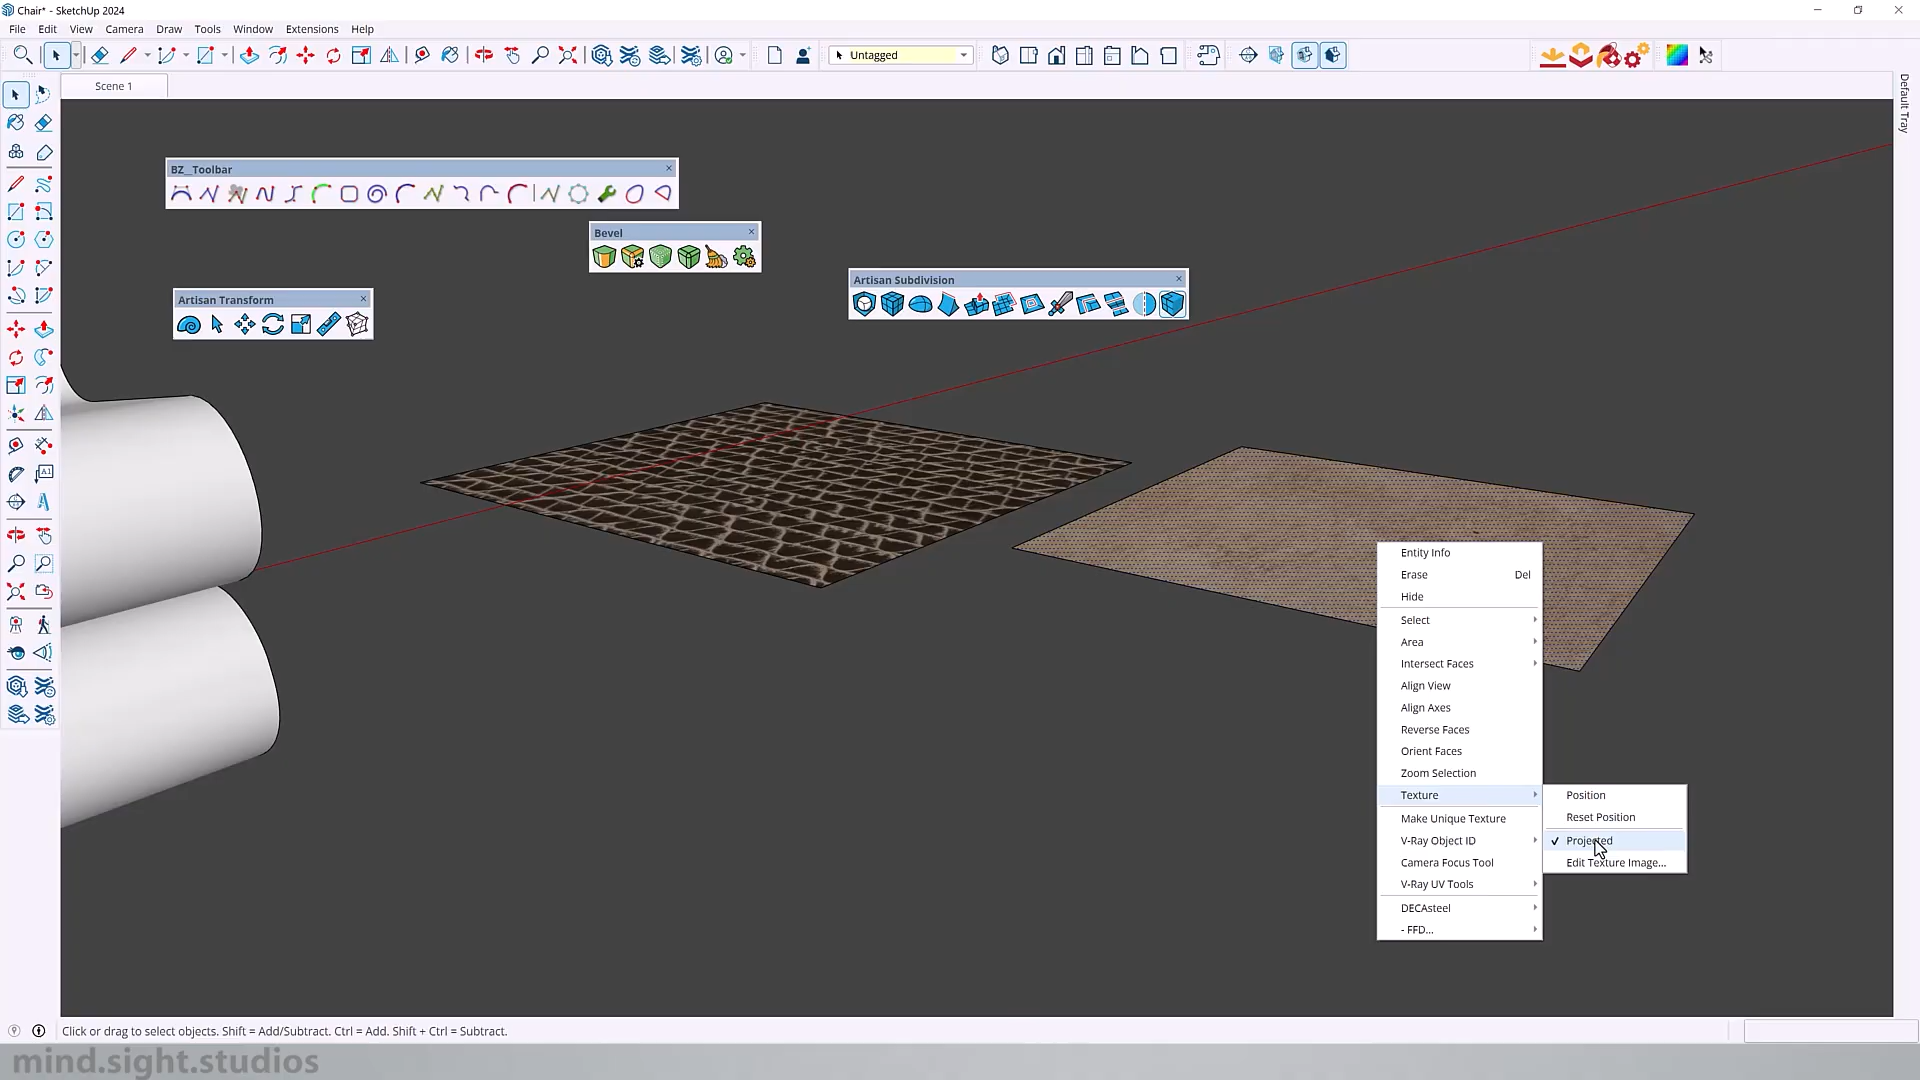 Chair* - SketchUp 2024
File Edit View Camera Draw Tools Window Extensions Help
Untagged
Scene 1
Default Tray
BZ__Toolbar
Bevel
Artisan Subdivision
Artisan Transform
A1
Entity Info
Erase Del
Hide
Select
Area
Intersect Faces
Align View
Align Axes
Reverse Faces
Orient Faces
Zoom Selection
Texture
Make Unique Texture
V-Ray Object ID
Camera Focus Tool
V-Ray UV Tools
DECAsteel
- FFD...
Position
Reset Position
Projected
Edit Texture Image...
Click or drag to select objects. Shift = Add/Subtract. Ctrl = Add. Shift + Ctrl = Subtract.
mind.sight.studios